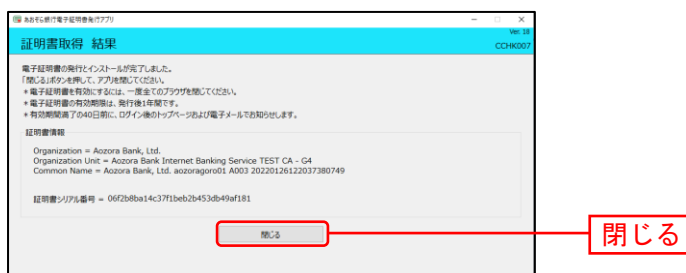 あおぞら銀行電子証明書発行アプリ
Ver. 18
証明書取得 結果
CCHK007
電子証明書の発行とインストールが完了しました。
「閉じる」ボタンを押して、アプリを閉じてください。
＊電子証明書を有効にするには、一度全てのブラウザを閉じてください。
＊電子証明書の有効期限は、発行後1年間です。
＊有効期間満了の40日前に、ログイン後のトップページおよび電子メールでお知らせします。
証明書情報
Organization = Aozora Bank, Ltd.
Organization Unit = Aozora Bank Internet Banking Service TEST CA - G4
Common Name = Aozora Bank, Ltd. aozoragoro01 A003 20220126122037380749
証明書シリアル番号 = 06f2b8ba14c37f1beb2b453db49af181
閉じる
閉じる